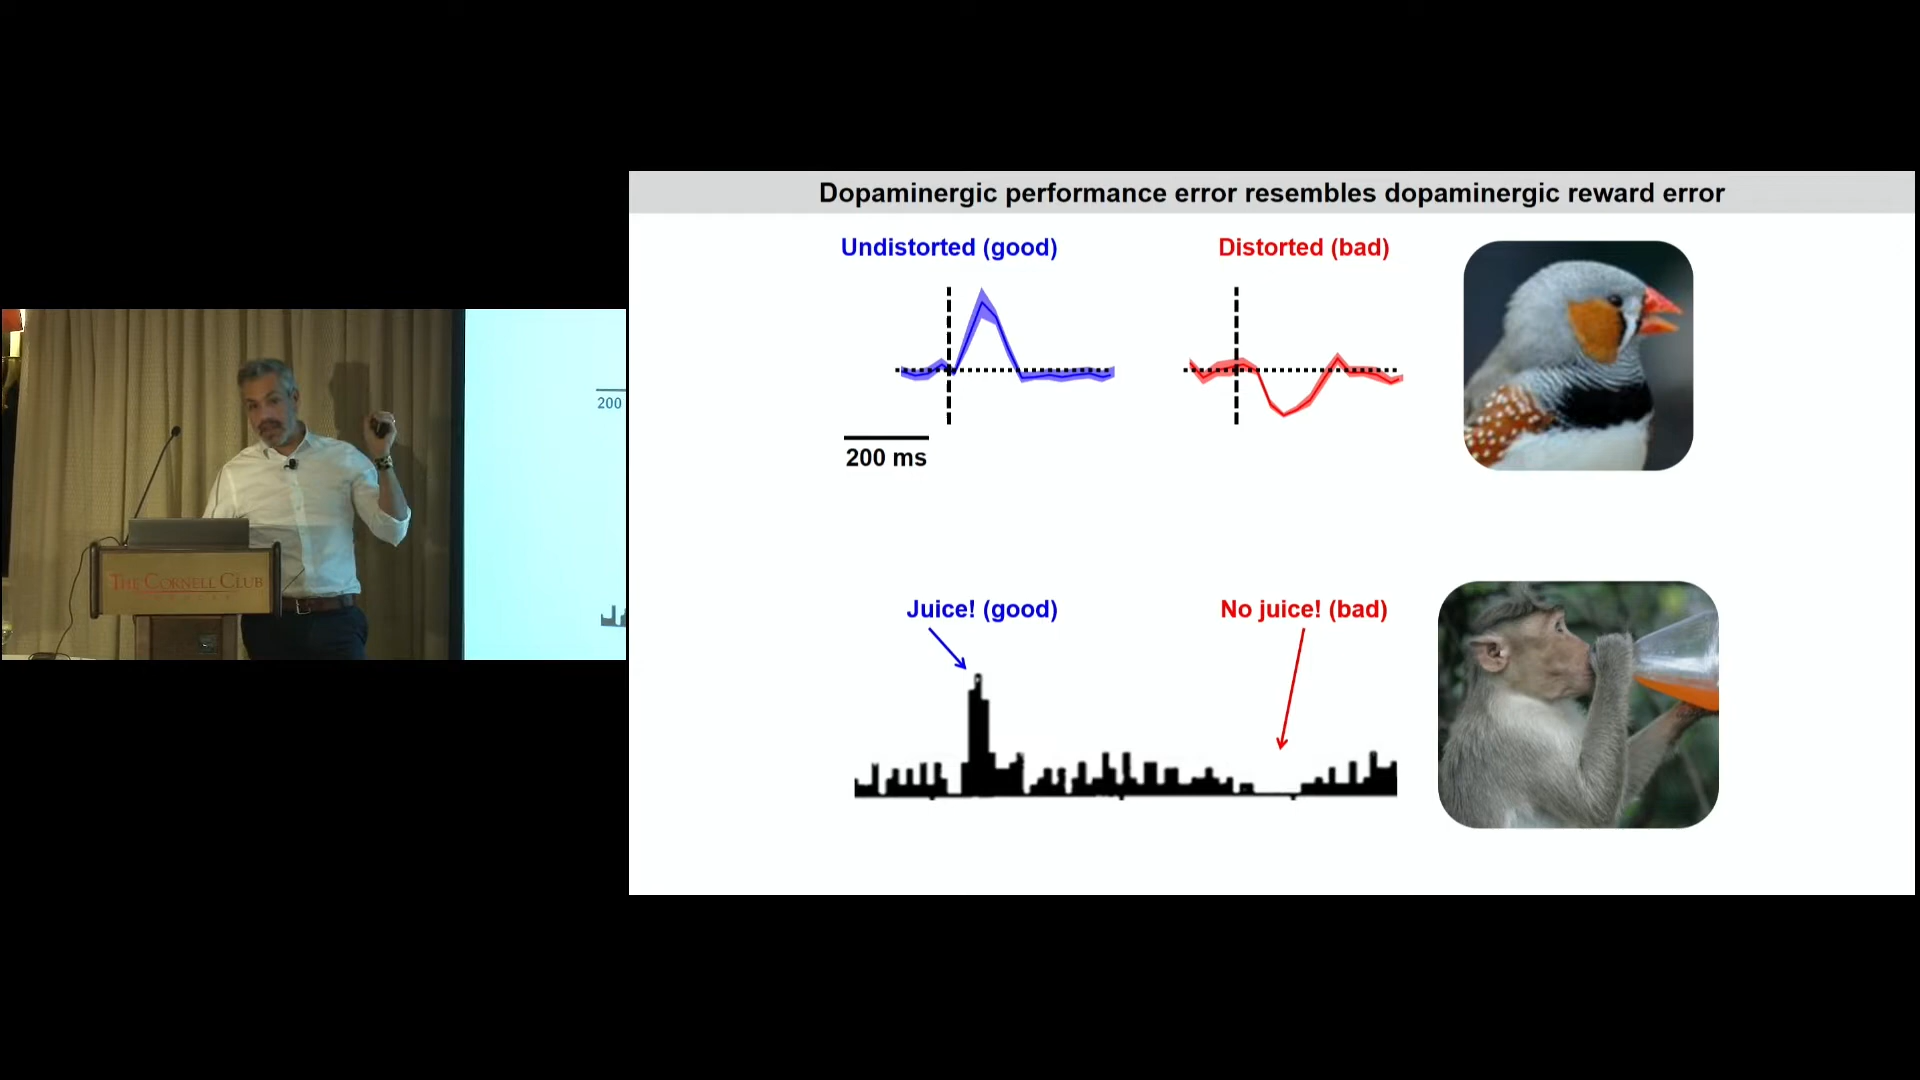 Dopaminergic performance error resembles dopaminergic reward error
Undistorted (good)
Distorted (bad)
200 ms
Juice! (good)
No juice! (bad)
200
THE CORNELL CLUB